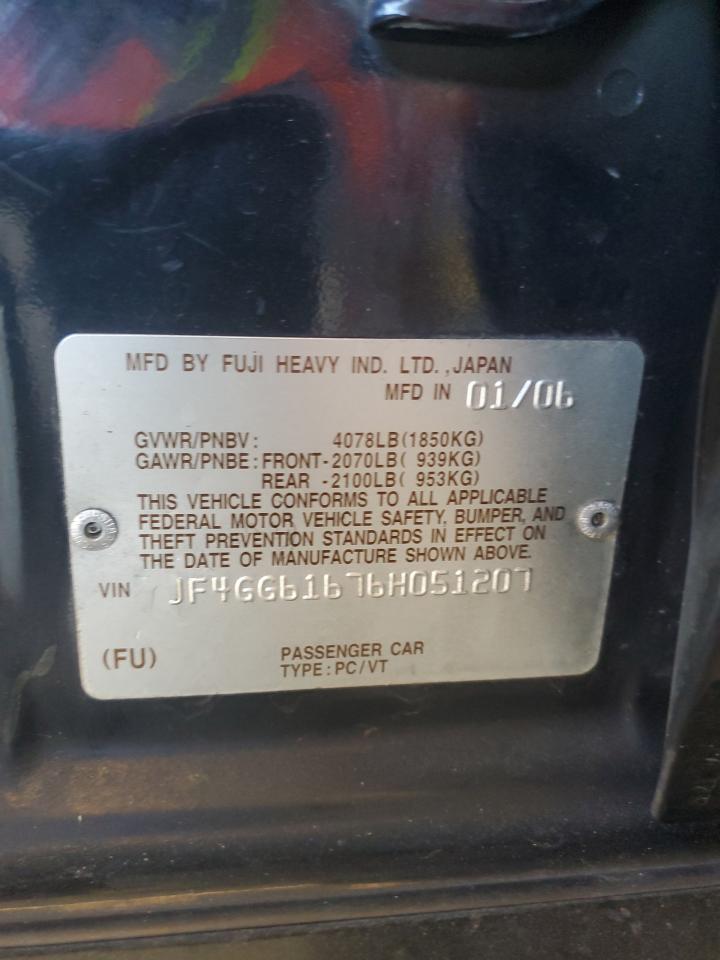 MFD BY FUJI HEAVY IND. LTD., JAPAN
MFD IN 01/06
GVWR/PNBV: 4078LB(1850KG)
GAWR/PNBE: FRONT-2070LB( 939KG)
REAR -2100LB( 953KG)
THIS VEHICLE CONFORMS TO ALL APPLICABLE
FEDERAL MOTOR VEHICLE SAFETY, BUMPER, AND
THEFT PREVENTION STANDARDS IN EFFECT ON
THE DATE OF MANUFACTURE SHOWN ABOVE.
VIN JF4GG61676H051207
(FU) PASSENGER CAR
TYPE: PC/VT